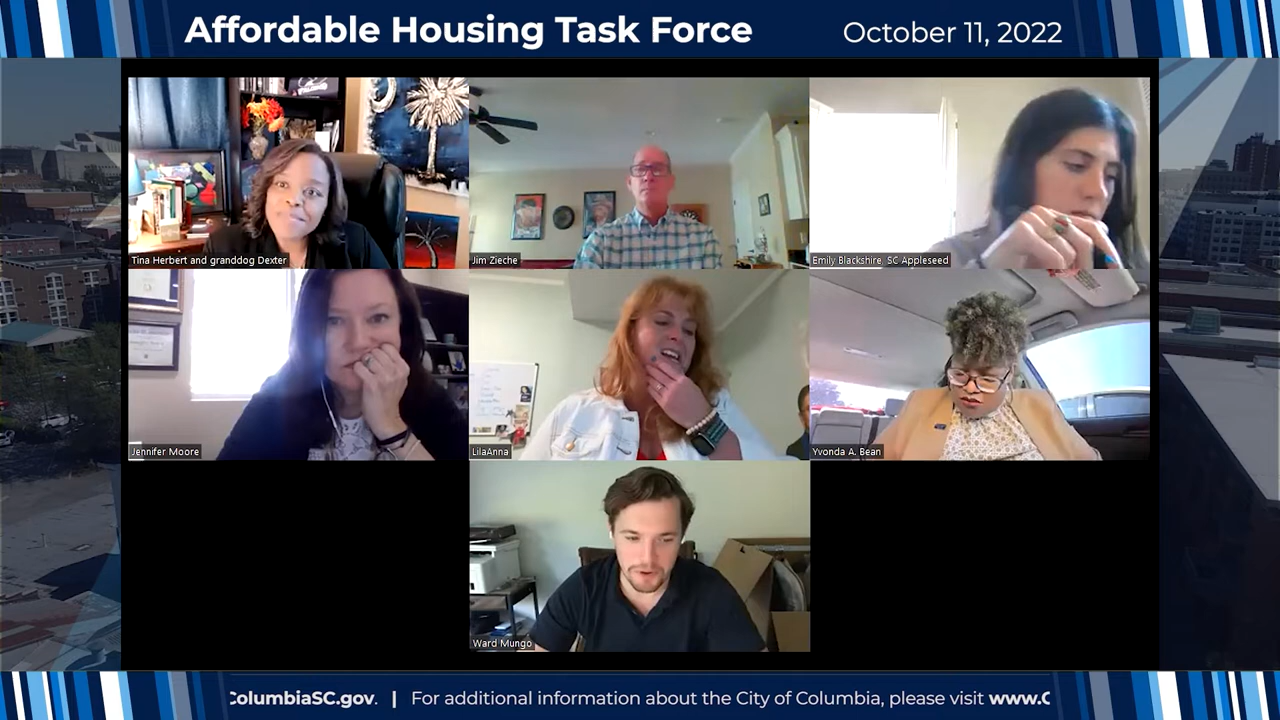 Affordable Housing Task Force
October 11, 2022
Tina Herbert and granddog Dexter
Jim Zieche
Emily Blackshire SC Appleseed
Jennifer Moore
LilaAnna
Yvonda A. Bean
Ward Mungo
ColumbiaSC.gov. | For additional information about the City of Columbia, please visit www.C